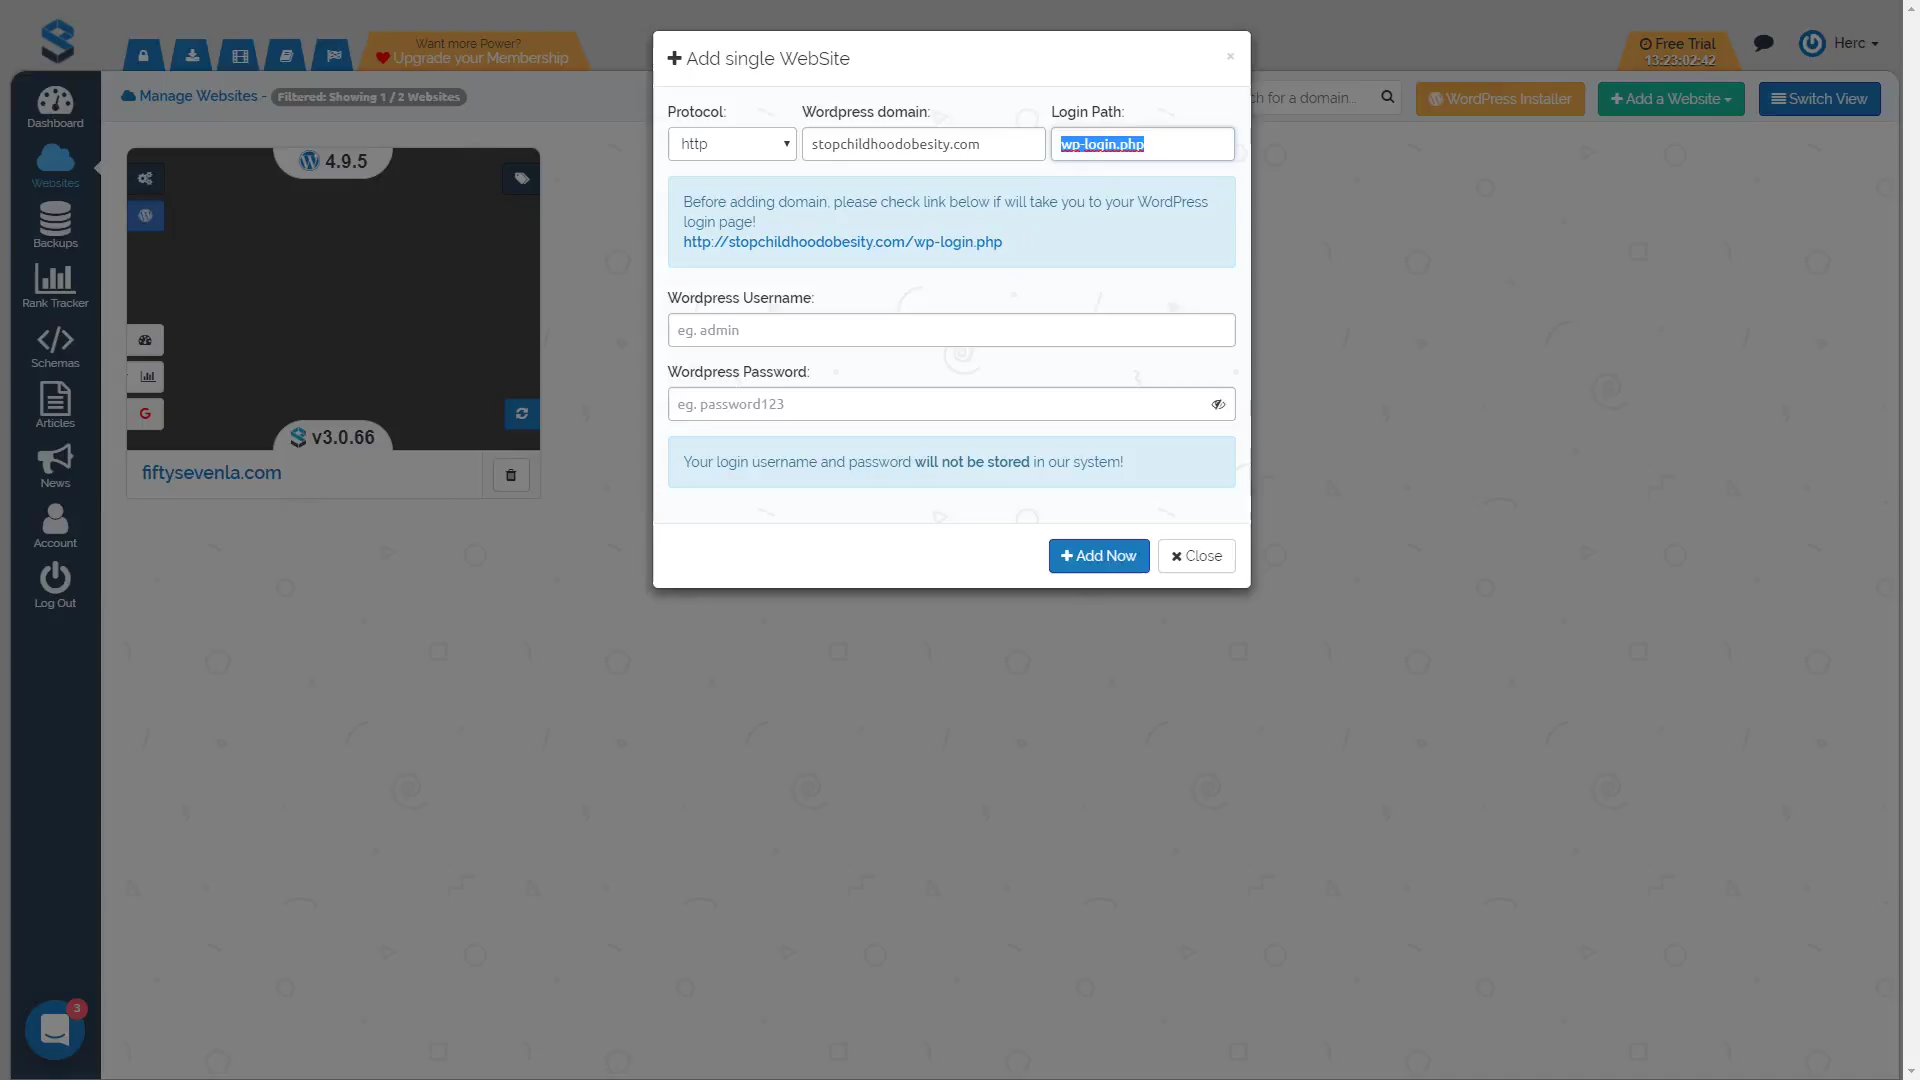 Want more Power?
Upgrade your Membership
Free Trial
13:23:02:42
Herc
Manage Websites - Filtered: Showing 1 / 2 Websites
ch for a domain...
WordPress Installer
Add a Website
Switch View
Dashboard
Websites
Backups
Rank Tracker
Schemas
Articles
News
Account
Log Out
3
4.9.5
G
v3.0.66
fiftysevenla.com
Add single WebSite
×
Protocol:
Wordpress domain:
Login Path:
http
stopchildhoodobesity.com
wp-login.php
Before adding domain, please check link below if will take you to your WordPress
login page!
http://stopchildhoodobesity.com/wp-login.php
Wordpress Username:
eg. admin
Wordpress Password:
eg. password123
Your login username and password will not be stored in our system!
Add Now
Close